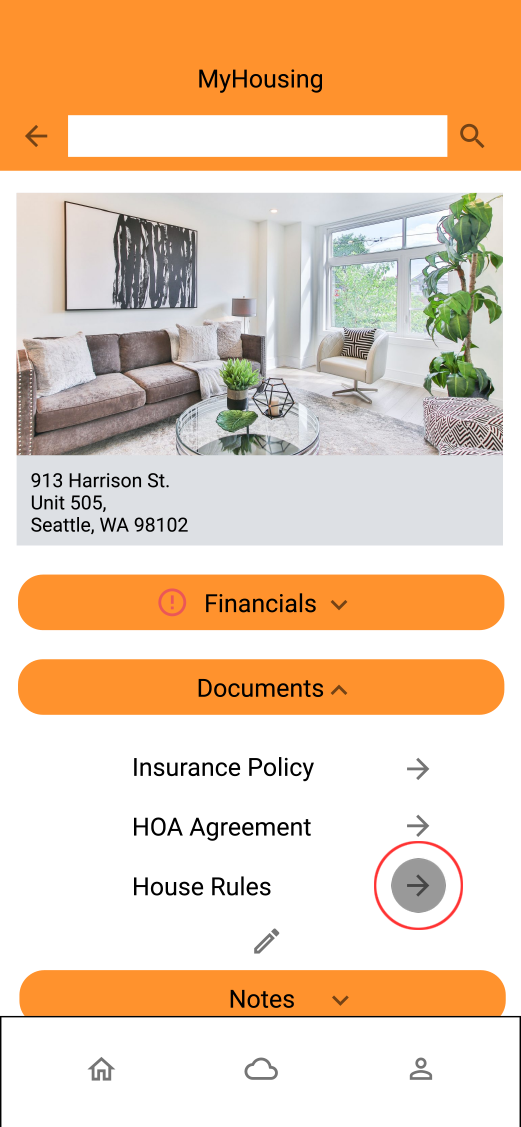 MyHousing
913 Harrison St.
Unit 505,
Seattle, WA 98102
Financials
Documents
Insurance Policy
HOA Agreement
House Rules
Notes